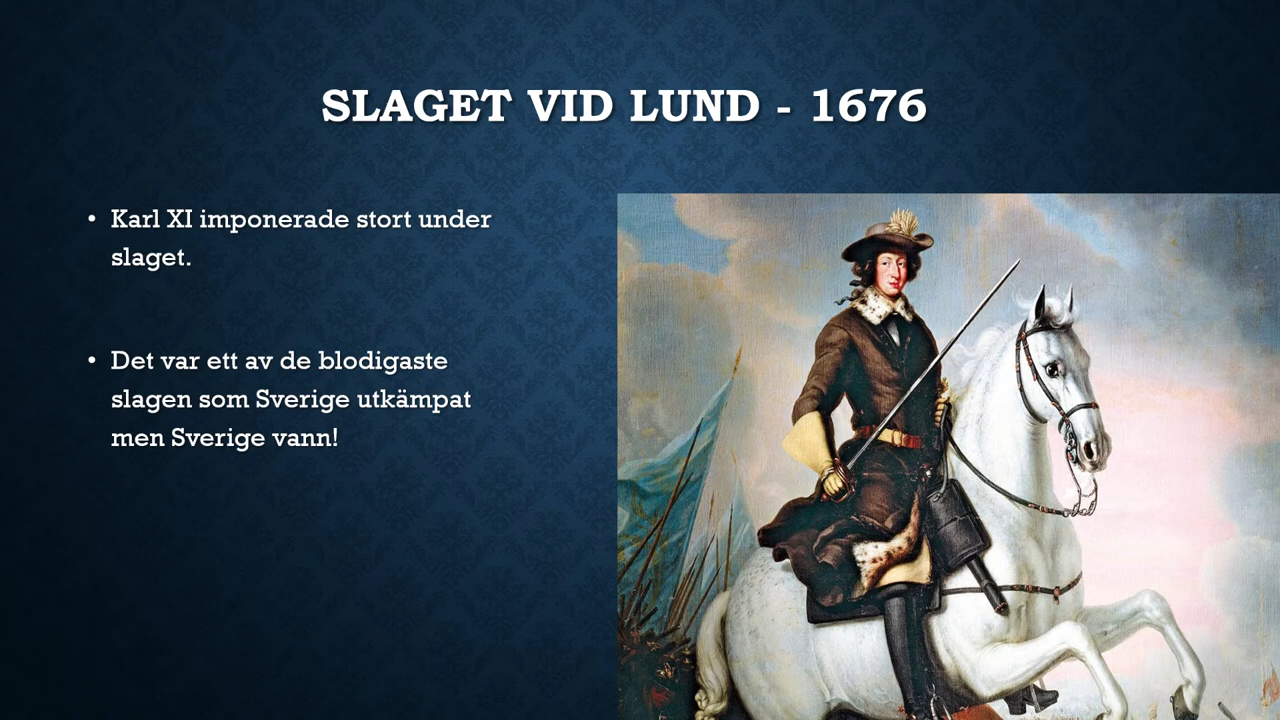 SLAGET VID LUND - 1676
• Karl XI imponerade stort under
slaget.
• Det var ett av de blodigaste
slagen som Sverige utkämpat
men Sverige vann!